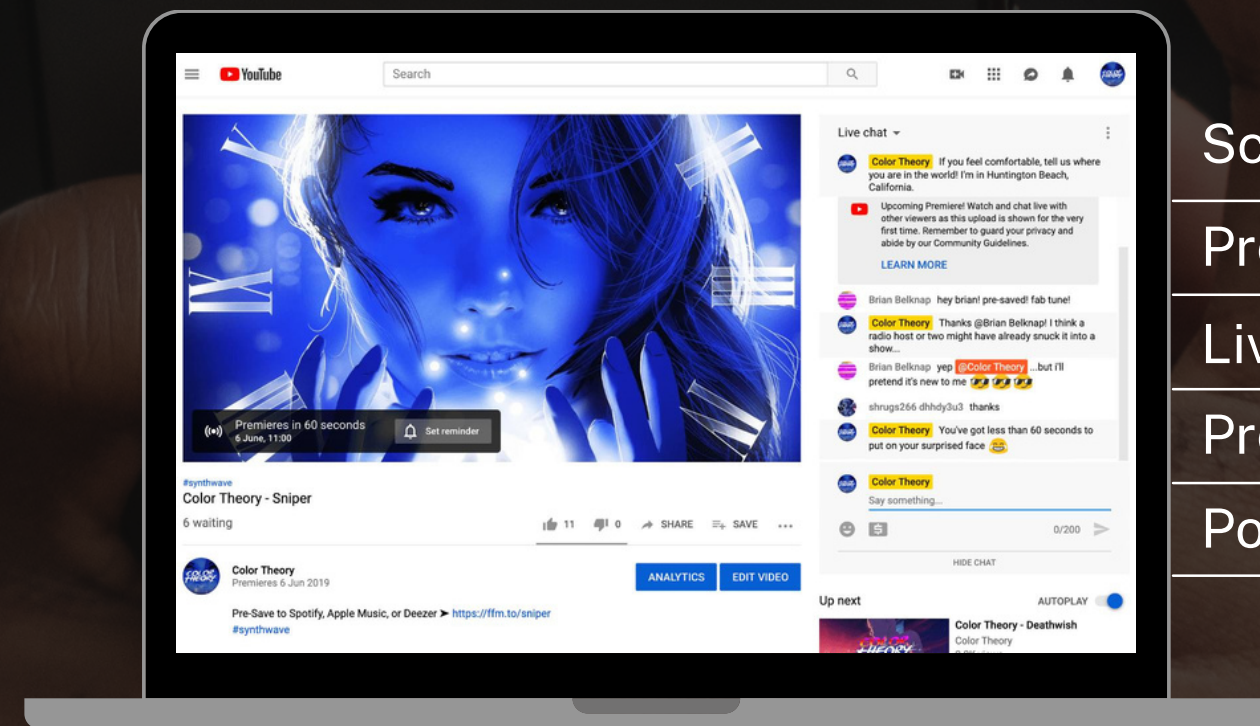 YouTube
Search
Live chat
Color Theory If you feel comfortable, tell us where
you are in the world! I'm in Huntington Beach,
California.
Upcoming Premiere! Watch and chat live with
other viewers as this upload is shown for the very
first time. Remember to guard your privacy and
abide by our Community Guidelines.
LEARN MORE
Brian Belknap hey brian! pre-saved! fab tune!
Color Theory Thanks @Brian Belknap! I think a
radio host or two might have already snuck it into a
show...
Brian Belknap yep @Color Theory ...but i'll
pretend it's new to me 😎 😎 😎
shrugs266 dhhdy3u3 thanks
Color Theory You've got less than 60 seconds to
put on your surprised face 😂
Color Theory
Say something...
0/200
HIDE CHAT
Premieres in 60 seconds
6 June, 11:00
Set reminder
#synthwave
Color Theory - Sniper
6 waiting
11 0 SHARE SAVE
Color Theory
Premieres 6 Jun 2019
ANALYTICS EDIT VIDEO
Pre-Save to Spotify, Apple Music, or Deezer ➤ https://ffm.to/sniper
#synthwave
Up next AUTOPLAY
Color Theory - Deathwish
Color Theory
COLOR
THEORY
So
Pr
Liv
Pr
Po